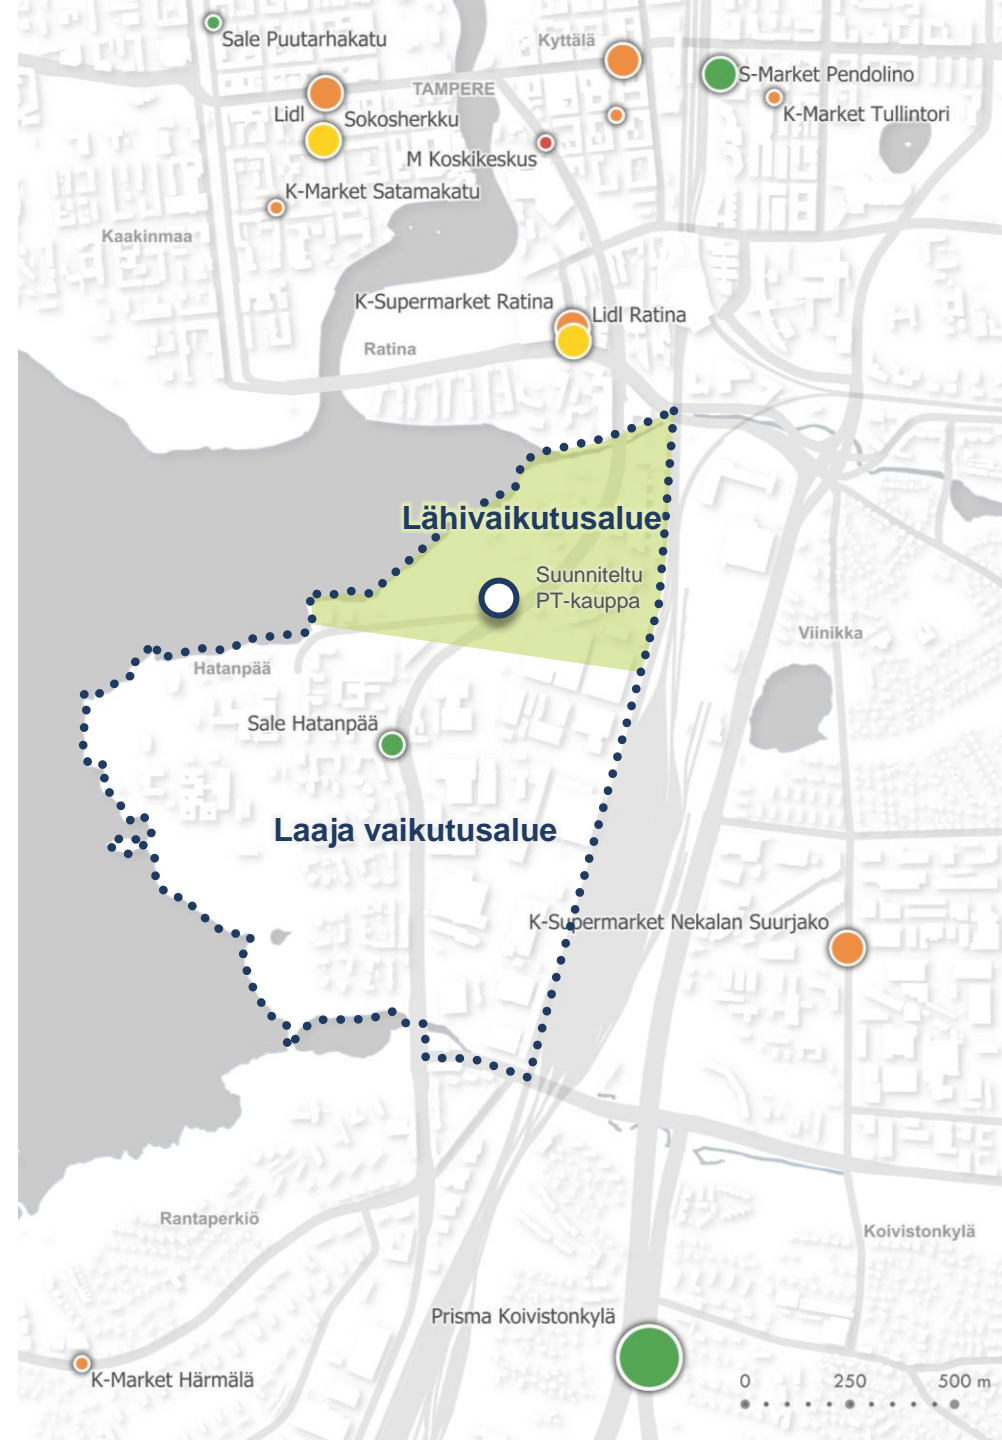 Sale Puutarhakatu
Kyttälä
TAMPERE
S-Market Pendolino
Lidl
Sokosherkku
K-Market Tullintori
M Koskikeskus
K-Market Satamakatu
Kaakinmaa
K-Supermarket Ratina
Lidl Ratina
Ratina
Lähivaikutusalue
Suunniteltu
PT-kauppa
Viinikka
Hatanpää
Sale Hatanpää
Laaja vaikutusalue
K-Supermarket Nekalan Suurjako
Rantaperkiö
Koivistonkylä
Prisma Koivistonkylä
K-Market Härmälä
0 250 500 m